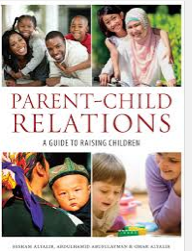 PARENT-CHILD
RELATIONS
A GUIDE TO RAISING CHILDREN
HISHAM ALTALIB, ABDULHAMID ABUSULAYMAN & OMAR ALTALIB